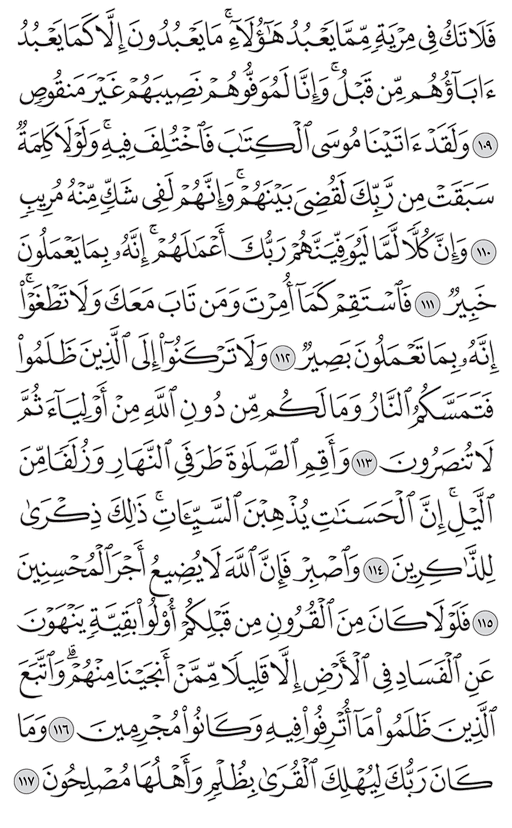 فَلَا تَكُ فِى مِرْيَةٍ مِّمَّا يَعْبُدُ هَٰٓؤُلَآءِ ۚ مَا يَعْبُدُونَ إِلَّا كَمَا يَعْبُدُ
ءَابَآؤُهُم مِّن قَبْلُ ۚ وَإِنَّا لَمُوَفُّوهُمْ نَصِيبَهُمْ غَيْرَ مَنقُوصٍ
١٠٩ وَلَقَدْ ءَاتَيْنَا مُوسَى ٱلْكِتَٰبَ فَٱخْتُلِفَ فِيهِ ۚ وَلَوْلَا كَلِمَةٌ
سَبَقَتْ مِن رَّبِّكَ لَقُضِىَ بَيْنَهُمْ ۚ وَإِنَّهُمْ لَفِى شَكٍّ مِّنْهُ مُرِيبٍ
١١٠ وَإِنَّ كُلًّا لَّمَّا لَيُوَفِّيَنَّهُمْ رَبُّكَ أَعْمَٰلَهُمْ ۚ إِنَّهُۥ بِمَا يَعْمَلُونَ
خَبِيرٌ ١١١ فَٱسْتَقِمْ كَمَآ أُمِرْتَ وَمَن تَابَ مَعَكَ وَلَا تَطْغَوْا۟ ۚ
إِنَّهُۥ بِمَا تَعْمَلُونَ بَصِيرٌ ١١٢ وَلَا تَرْكَنُوٓا۟ إِلَى ٱلَّذِينَ ظَلَمُوا۟
فَتَمَسَّكُمُ ٱلنَّارُ وَمَا لَكُم مِّن دُونِ ٱللَّهِ مِنْ أَوْلِيَآءَ ثُمَّ
لَا تُنصَرُونَ ١١٣ وَأَقِمِ ٱلصَّلَوٰةَ طَرَفَىِ ٱلنَّهَارِ وَزُلَفًا مِّنَ
ٱلَّيْلِ ۚ إِنَّ ٱلْحَسَنَٰتِ يُذْهِبْنَ ٱلسَّيِّـَٔاتِ ۚ ذَٰلِكَ ذِكْرَىٰ
لِلذَّٰكِرِينَ ١١٤ وَٱصْبِرْ فَإِنَّ ٱللَّهَ لَا يُضِيعُ أَجْرَ ٱلْمُحْسِنِينَ
١١٥ فَلَوْلَا كَانَ مِنَ ٱلْقُرُونِ مِن قَبْلِكُمْ أُو۟لُوا۟ بَقِيَّةٍ يَنْهَوْنَ
عَنِ ٱلْفَسَادِ فِى ٱلْأَرْضِ إِلَّا قَلِيلًا مِّمَّنْ أَنجَيْنَا مِنْهُمْ ۗ وَٱتَّبَعَ
ٱلَّذِينَ ظَلَمُوا۟ مَآ أُتْرِفُوا۟ فِيهِ وَكَانُوا۟ مُجْرِمِينَ ١١٦ وَمَا
كَانَ رَبُّكَ لِيُهْلِكَ ٱلْقُرَىٰ بِظُلْمٍ وَأَهْلُهَا مُصْلِحُونَ ١١٧